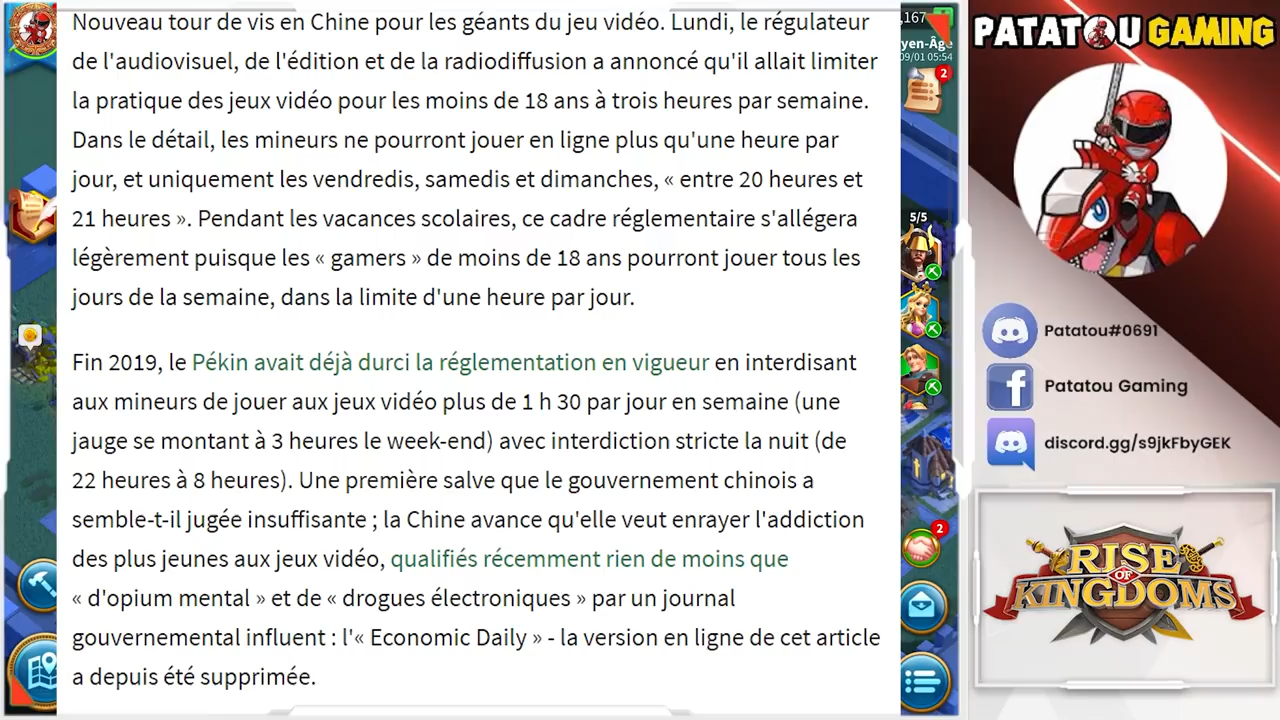 Nouveau tour de vis en Chine pour les géants du jeu vidéo. Lundi, le régulateur
de l'audiovisuel, de l'édition et de la radiodiffusion a annoncé qu'il allait limiter
la pratique des jeux vidéo pour les moins de 18 ans à trois heures par semaine.
Dans le détail, les mineurs ne pourront jouer en ligne plus qu'une heure par
jour, et uniquement les vendredis, samedis et dimanches, « entre 20 heures et
21 heures ». Pendant les vacances scolaires, ce cadre réglementaire s'allégera
légèrement puisque les « gamers » de moins de 18 ans pourront jouer tous les
jours de la semaine, dans la limite d'une heure par jour.
Fin 2019, le Pékin avait déjà durci la réglementation en vigueur en interdisant
aux mineurs de jouer aux jeux vidéo plus de 1 h 30 par jour en semaine (une
jauge se montant à 3 heures le week-end) avec interdiction stricte la nuit (de
22 heures à 8 heures). Une première salve que le gouvernement chinois a
semble-t-il jugée insuffisante ; la Chine avance qu'elle veut enrayer l'addiction
des plus jeunes aux jeux vidéo, qualifiés récemment rien de moins que
« d'opium mental » et de « drogues électroniques » par un journal
gouvernemental influent : l'« Economic Daily » - la version en ligne de cet article
a depuis été supprimée.
,167
yen-Âge
09/01 05:54
2
5/5
2
PATATOU GAMING
Patatou#0691
Patatou Gaming
discord.gg/s9jkFbyGEK
RISE
OF
KINGDOMS